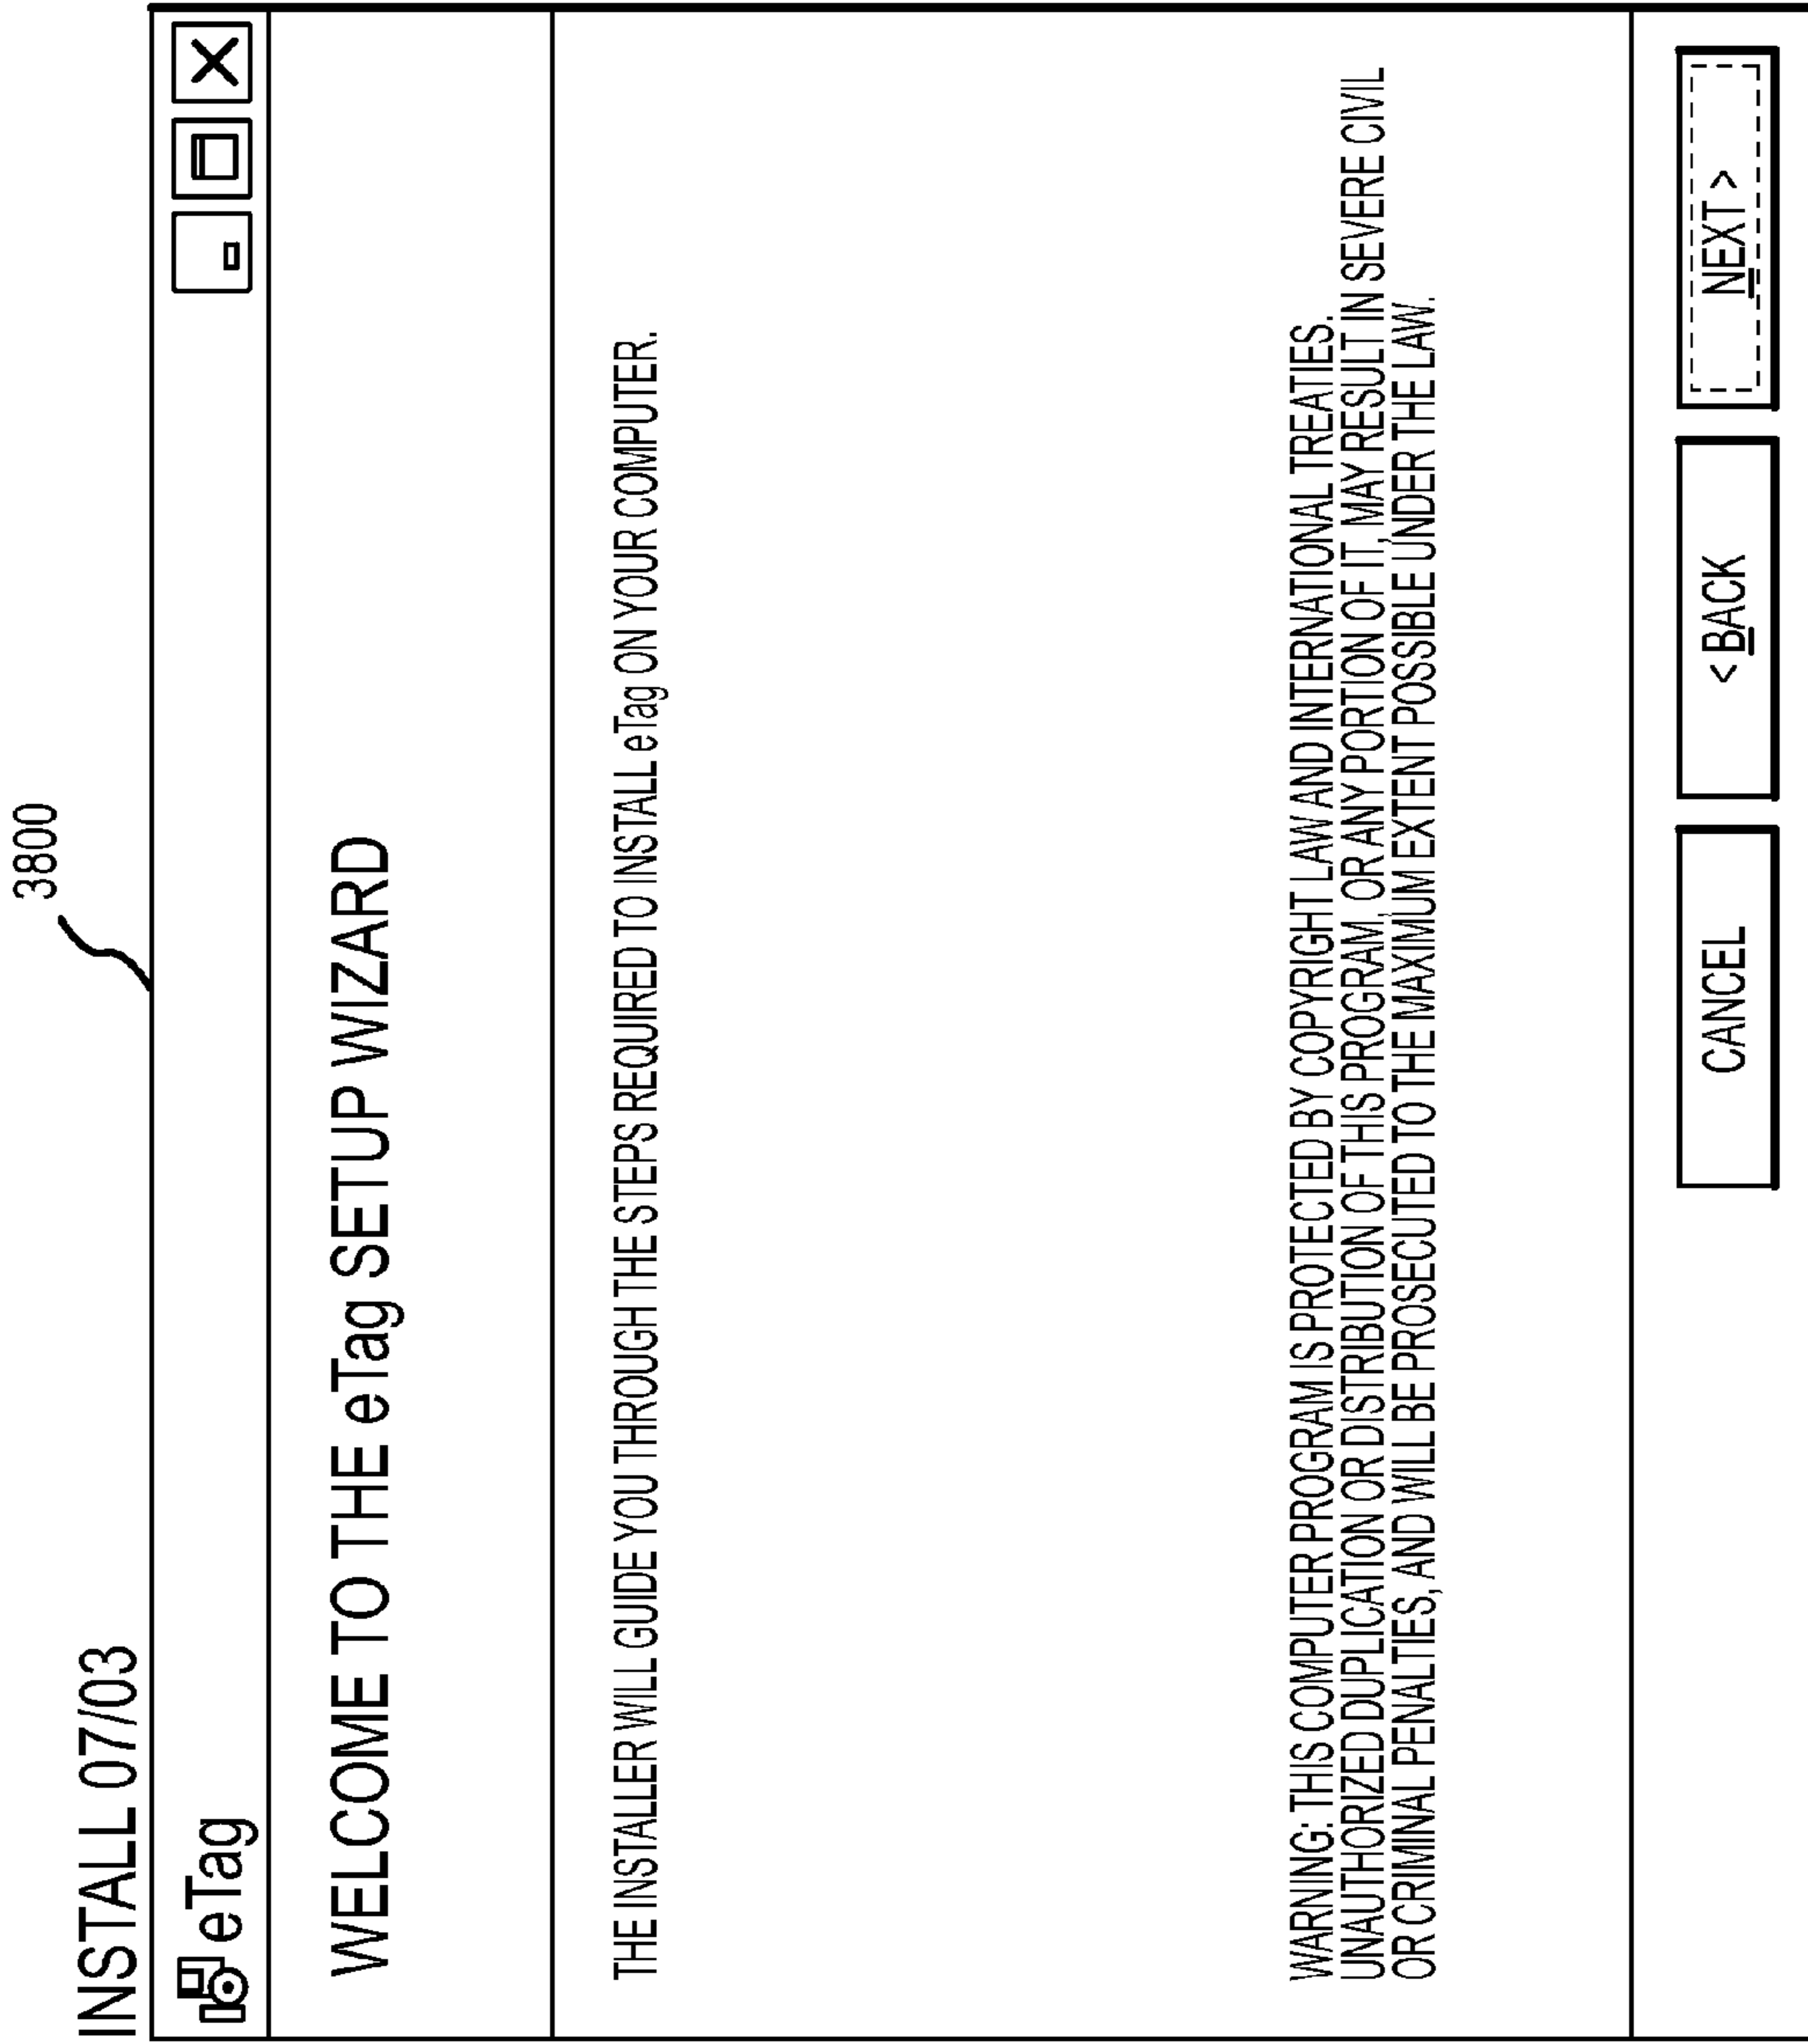 3800
INSTALL 07/03
eTag
WELCOME TO THE eTag SETUP WIZARD
THE INSTALLER WILL GUIDE YOU THROUGH THE STEPS REQUIRED TO INSTALL eTag ON YOUR COMPUTER.
WARNING: THIS COMPUTER PROGRAM IS PROTECTED BY COPYRIGHT LAW AND INTERNATIONAL TREATIES.
UNAUTHORIZED DUPLICATION OR DISTRIBUTION OF THIS PROGRAM, OR ANY PORTION OF IT, MAY RESULT IN SEVERE CIVIL
OR CRIMINAL PENALTIES, AND WILL BE PROSECUTED TO THE MAXIMUM EXTENT POSSIBLE UNDER THE LAW.
CANCEL < BACK NEXT >